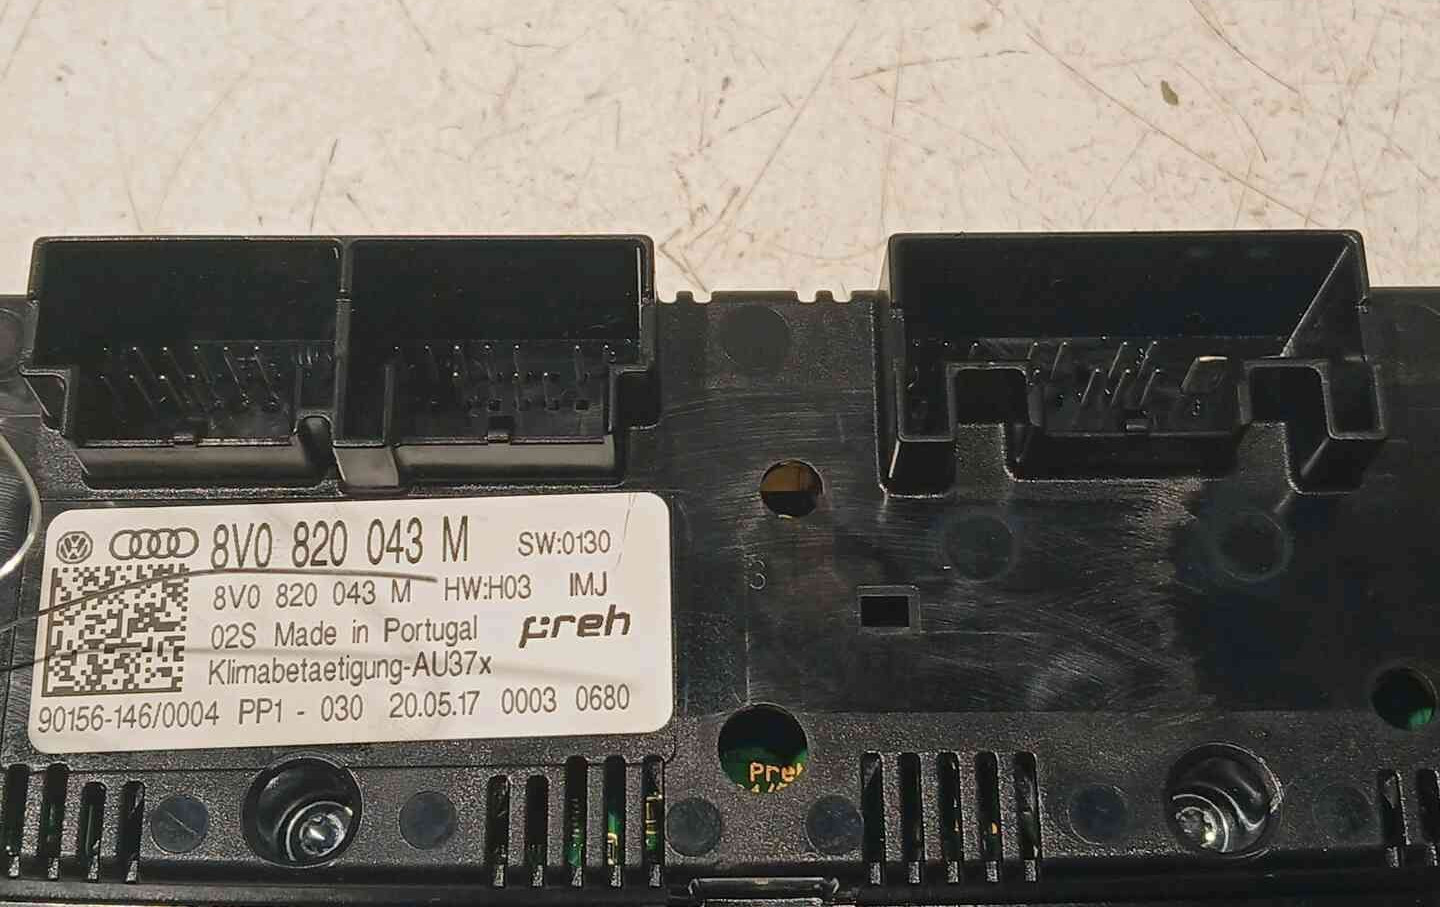 8V0 820 043 M SW:0130
8V0 820 043 M HW:H03 IMJ
02S Made in Portugal preh
Klimabetaetigung-AU37x
90156-146/0004 PP1 - 030 20.05.17 0003 0680
3